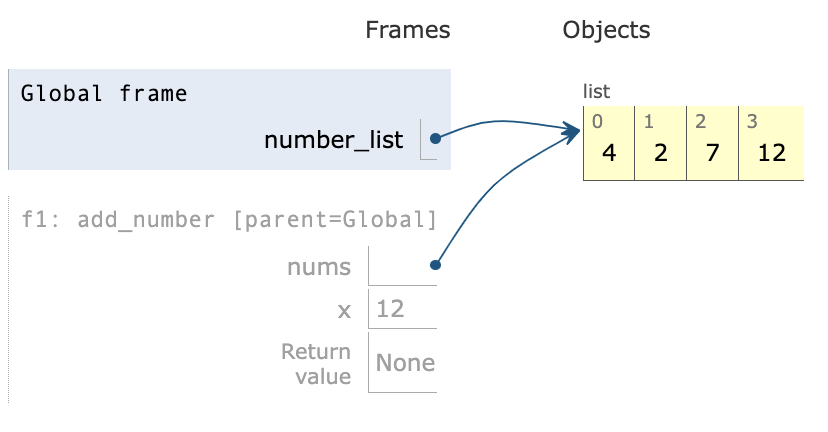 Frames Objects
Global frame
number_list
list
0 1 2 3
4 2 7 12
f1: add_number [parent=Global]
nums
x 12
Return
value None